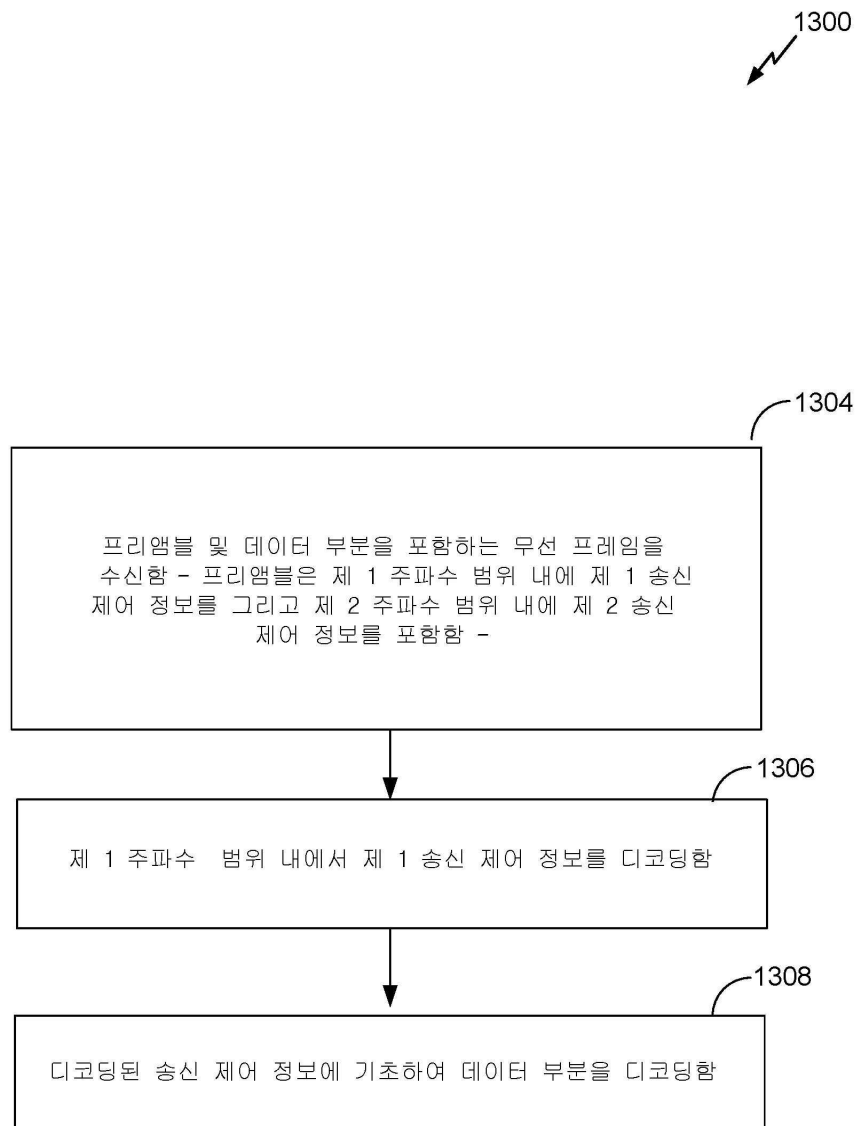 1300
1304
프리앰블 및 데이터 부분을 포함하는 무선 프레임을
수신함 - 프리앰블은 제 1 주파수 범위 내에 제 1 송신
제어 정보를 그리고 제 2 주파수 범위 내에 제 2 송신
제어 정보를 포함함 -
1306
제 1 주파수 범위 내에서 제 1 송신 제어 정보를 디코딩함
1308
디코딩된 송신 제어 정보에 기초하여 데이터 부분을 디코딩함